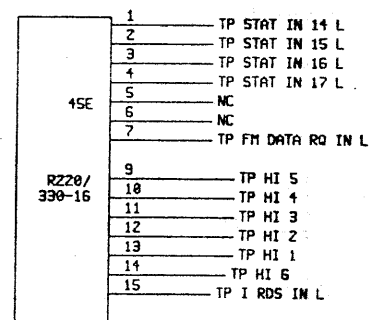 1 TP STAT IN 14 L
2 TP STAT IN 15 L
3 TP STAT IN 16 L
4 TP STAT IN 17 L
45E
5 NC
6 NC
7 TP FM DATA RQ IN L
R220/
330-16
9 TP HI 5
10 TP HI 4
11 TP HI 3
12 TP HI 2
13 TP HI 1
14 TP HI 6
15 TP I RDS IN L